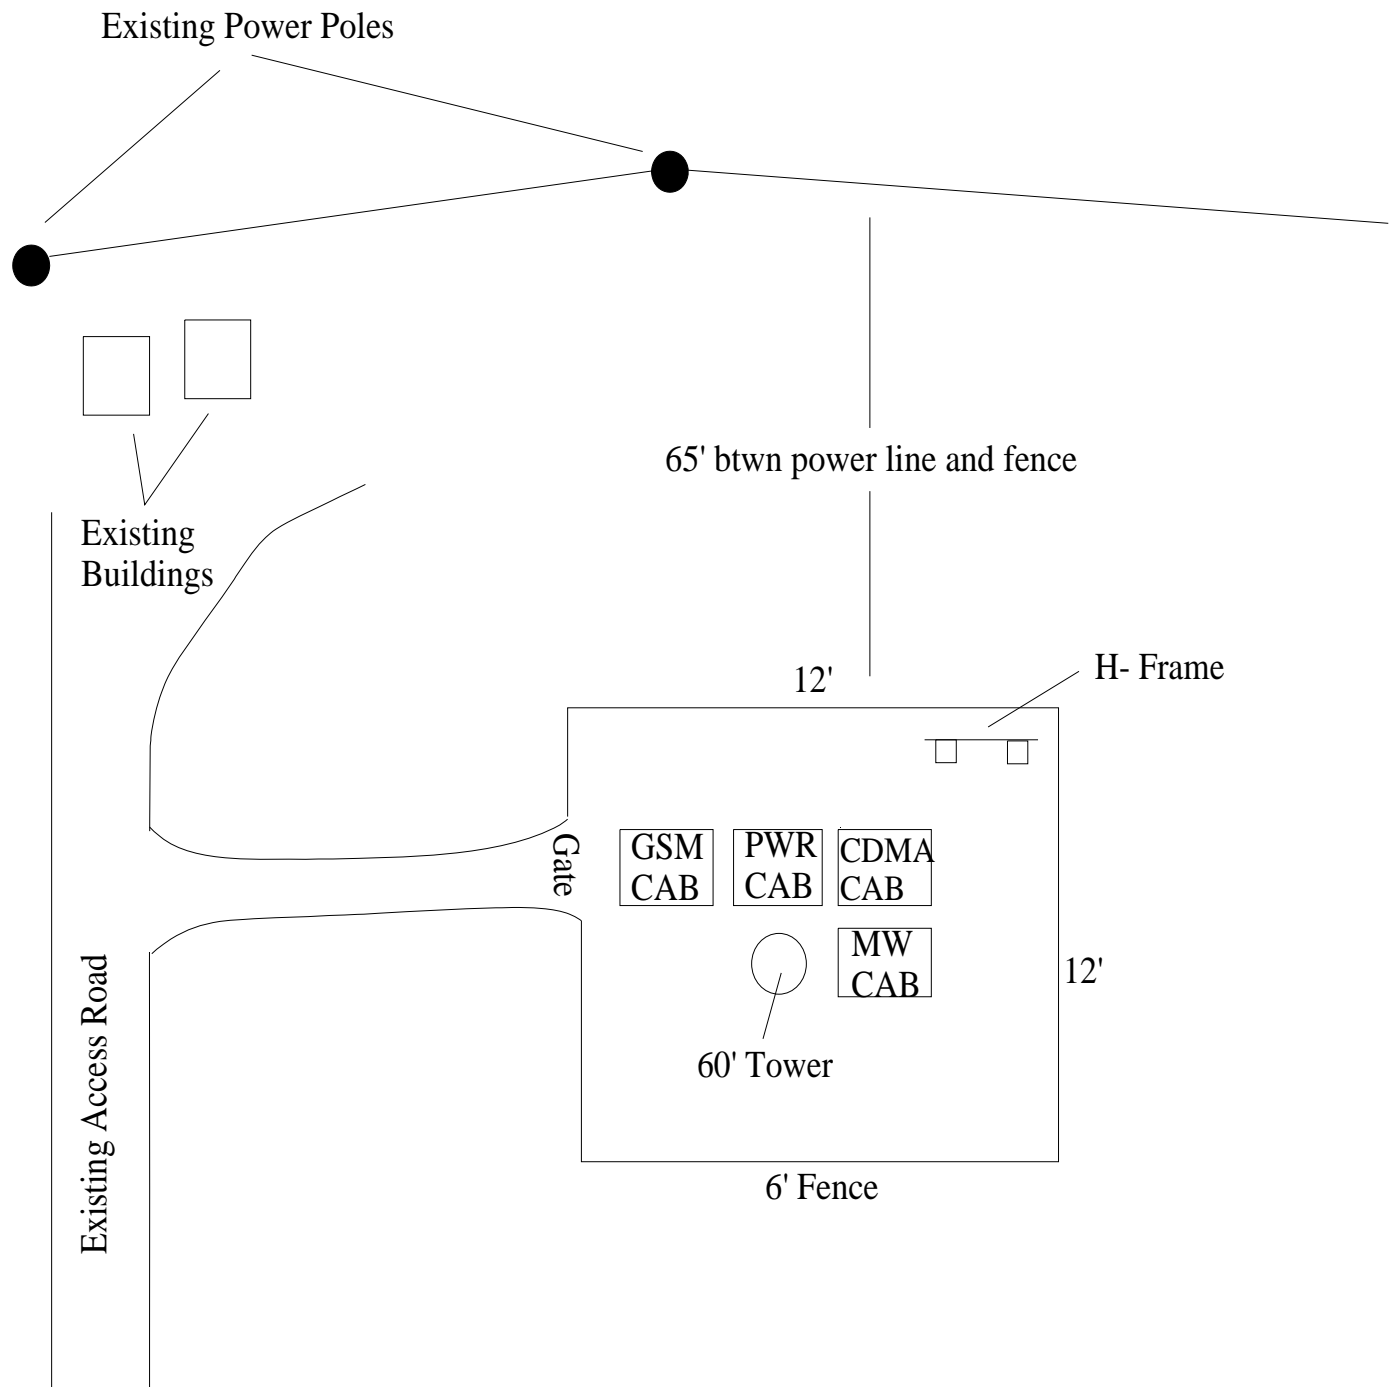 Existing Power Poles
Existing
Buildings
65' btwn power line and fence
12'
H- Frame
Gate
GSM
CAB
PWR
CAB
CDMA
CAB
MW
CAB
12'
60' Tower
6' Fence
Existing Access Road